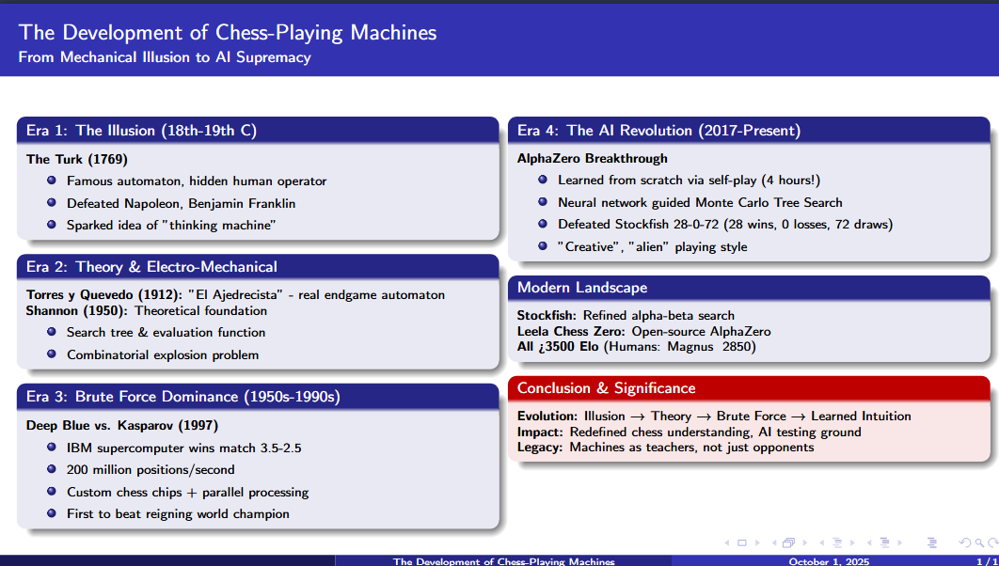 The Development of Chess-Playing Machines
From Mechanical Illusion to AI Supremacy
Era 1: The Illusion (18th-19th C)
The Turk (1769)
Famous automaton, hidden human operator
Defeated Napoleon, Benjamin Franklin
Sparked idea of "thinking machine"
Era 2: Theory & Electro-Mechanical
Torres y Quevedo (1912): "El Ajedrecista" - real endgame automaton
Shannon (1950): Theoretical foundation
Search tree & evaluation function
Combinatorial explosion problem
Era 3: Brute Force Dominance (1950s-1990s)
Deep Blue vs. Kasparov (1997)
IBM supercomputer wins match 3.5-2.5
200 million positions/second
Custom chess chips + parallel processing
First to beat reigning world champion
Era 4: The AI Revolution (2017-Present)
AlphaZero Breakthrough
Learned from scratch via self-play (4 hours!)
Neural network guided Monte Carlo Tree Search
Defeated Stockfish 28-0-72 (28 wins, 0 losses, 72 draws)
"Creative", "alien" playing style
Modern Landscape
Stockfish: Refined alpha-beta search
Leela Chess Zero: Open-source AlphaZero
All ¿3500 Elo (Humans: Magnus 2850)
Conclusion & Significance
Evolution: Illusion → Theory → Brute Force → Learned Intuition
Impact: Redefined chess understanding, AI testing ground
Legacy: Machines as teachers, not just opponents
The Development of Chess-Playing Machines
October 1, 2025
1 / 1